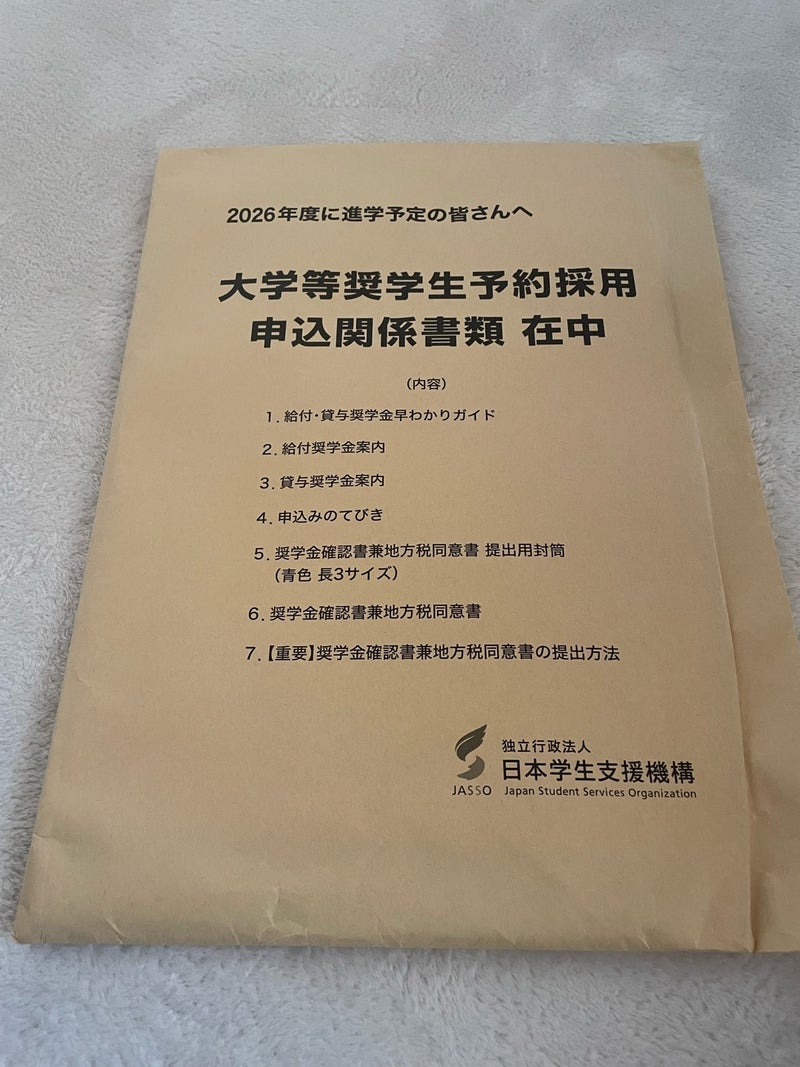 2026年度に進学予定の皆さんへ
大学等奨学生予約採用
申込関係書類 在中
（内容）
1．給付・貸与奨学金早わかりガイド
2．給付奨学金案内
3．貸与奨学金案内
4．申込みのてびき
5．奨学金確認書兼地方税同意書 提出用封筒
（青色 長3サイズ）
6．奨学金確認書兼地方税同意書
7．【重要】奨学金確認書兼地方税同意書の提出方法
独立行政法人
日本学生支援機構
JASSO Japan Student Services Organization